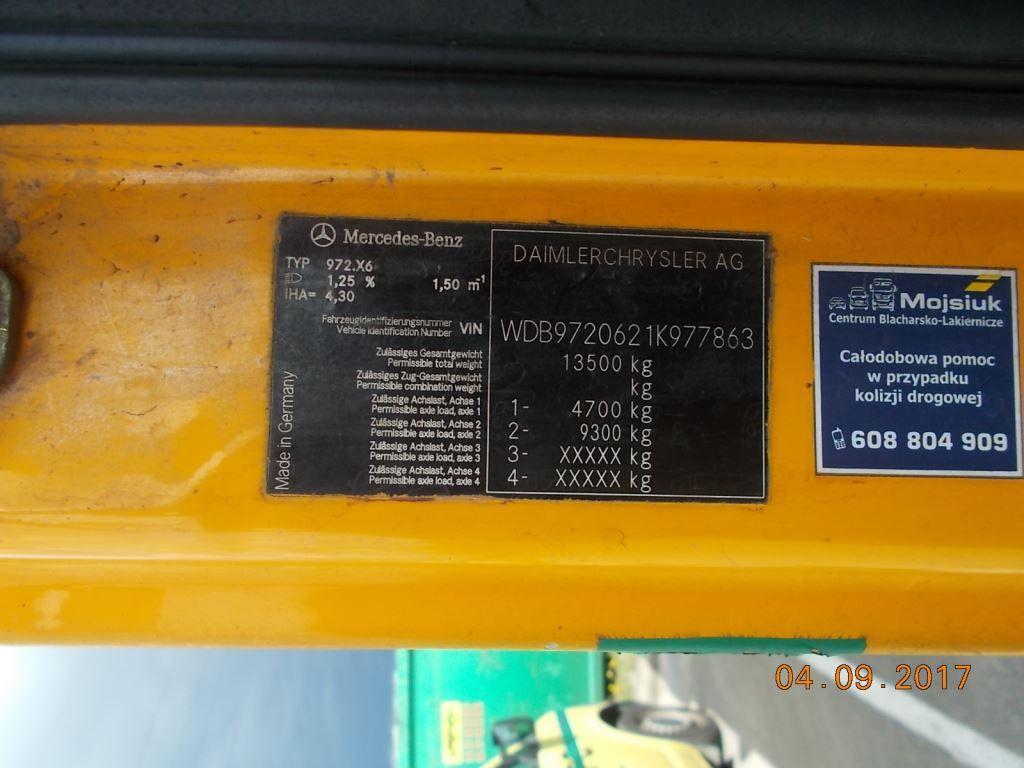 Mercedes-Benz
TYP 972.X6
1,25 % 1,50 m⁻¹
IHA= 4,30
Fahrzeugidentifizierungsnummer
Vehicle Identification Number VIN
Zulässiges Gesamtgewicht
Permissible total weight
Zulässiges Zug-Gesamtgewicht
Permissible combination weight
Zulässige Achslast, Achse 1
Permissible axle load, axle 1
Zulässige Achslast, Achse 2
Permissible axle load, axle 2
Zulässige Achslast, Achse 3
Permissible axle load, axle 3
Zulässige Achslast, Achse 4
Permissible axle load, axle 4
Made in Germany
DAIMLERCHRYSLER AG
WDB9720621K977863
13500 kg
kg
1- 4700 kg
2- 9300 kg
3- XXXXX kg
4- XXXXX kg
Mojsiuk
Centrum Blacharsko-Lakiernicze
Całodobowa pomoc
w przypadku
kolizji drogowej
608 804 909
04.09.2017